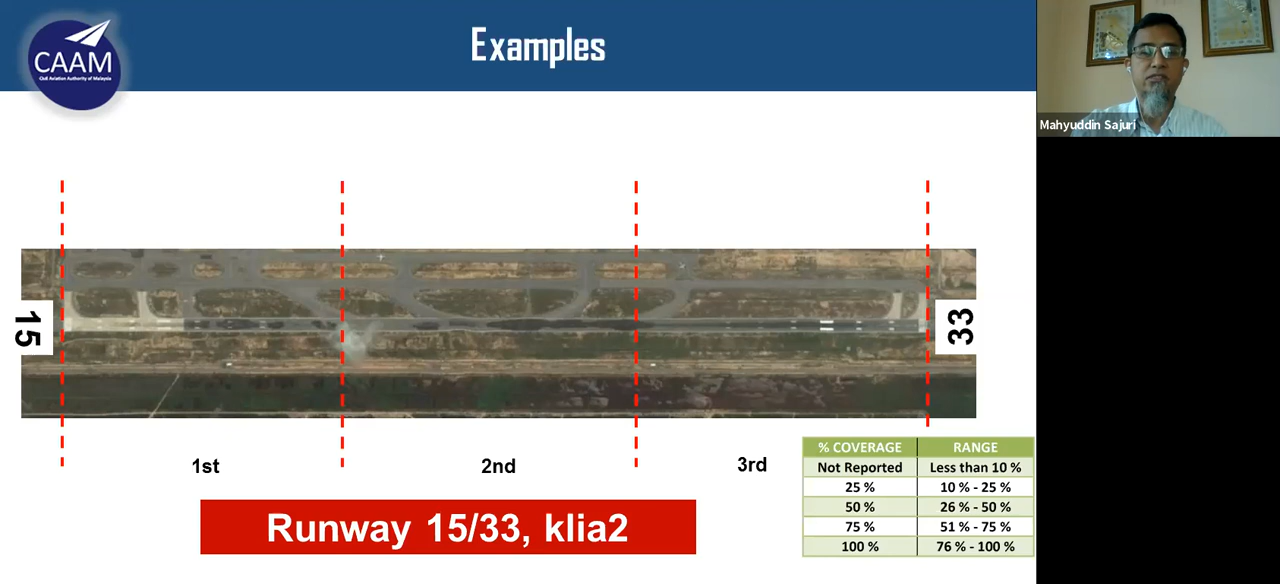 Examples
CAAM
Civil Aviation Authority of Malaysia
Mahyuddin Sajuri
15
33
1st
2nd
3rd
% COVERAGE RANGE
Not Reported Less than 10 %
25 % 10 % - 25 %
50 % 26 % - 50 %
75 % 51 % - 75 %
100 % 76 % - 100 %
Runway 15/33, klia2